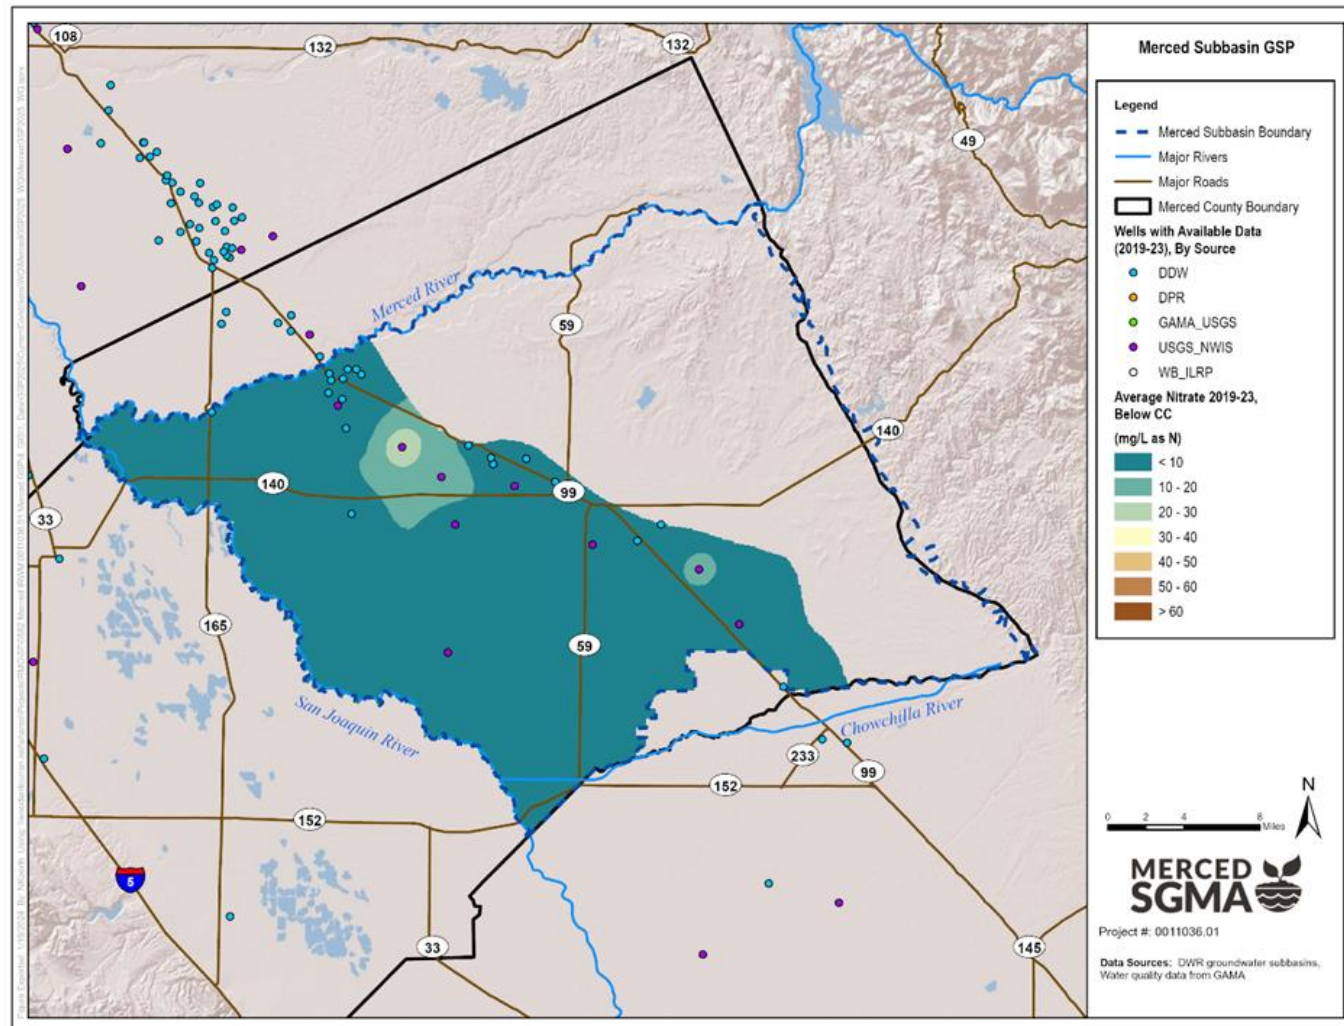 Merced Subbasin GSP
Legend
Merced Subbasin Boundary
Major Rivers
Major Roads
Merced County Boundary
Wells with Available Data
(2019-23), By Source
DDW
DPR
GAMA_USGS
USGS_NWIS
WB_ILRP
Average Nitrate 2019-23,
Below CC
(mg/L as N)
< 10
10 - 20
20 - 30
30 - 40
40 - 50
50 - 60
> 60
108
132
132
49
Merced River
59
140
140
99
33
165
59
San Joaquin River
Chowchilla River
233
99
152
152
5
33
145
N
0 2 4 8
Miles
MERCED
SGMA
Project #: 0011036.01
Data Sources: DWR groundwater subbasins.
Water quality data from GAMA